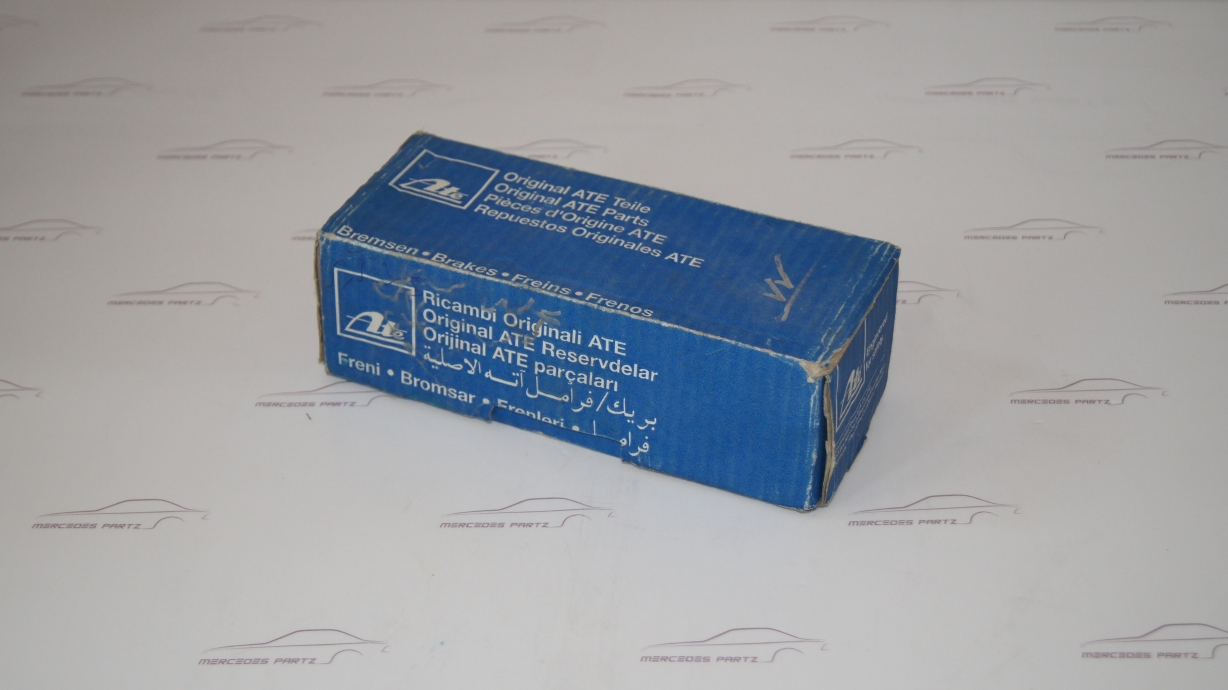 Ate
Original ATE Teile
Original ATE Parts
Pièces d'Origine ATE
Repuestos Originales ATE
Bremsen • Brakes • Freins • Frenos
Ate
Ricambi Originali ATE
Original ATE Reservdelar
Orijinal ATE parçaları
بريك/فرامل آته الاصلية
Freni • Bromsar • Frenleri •
Ate
MERCEDES PARTZ